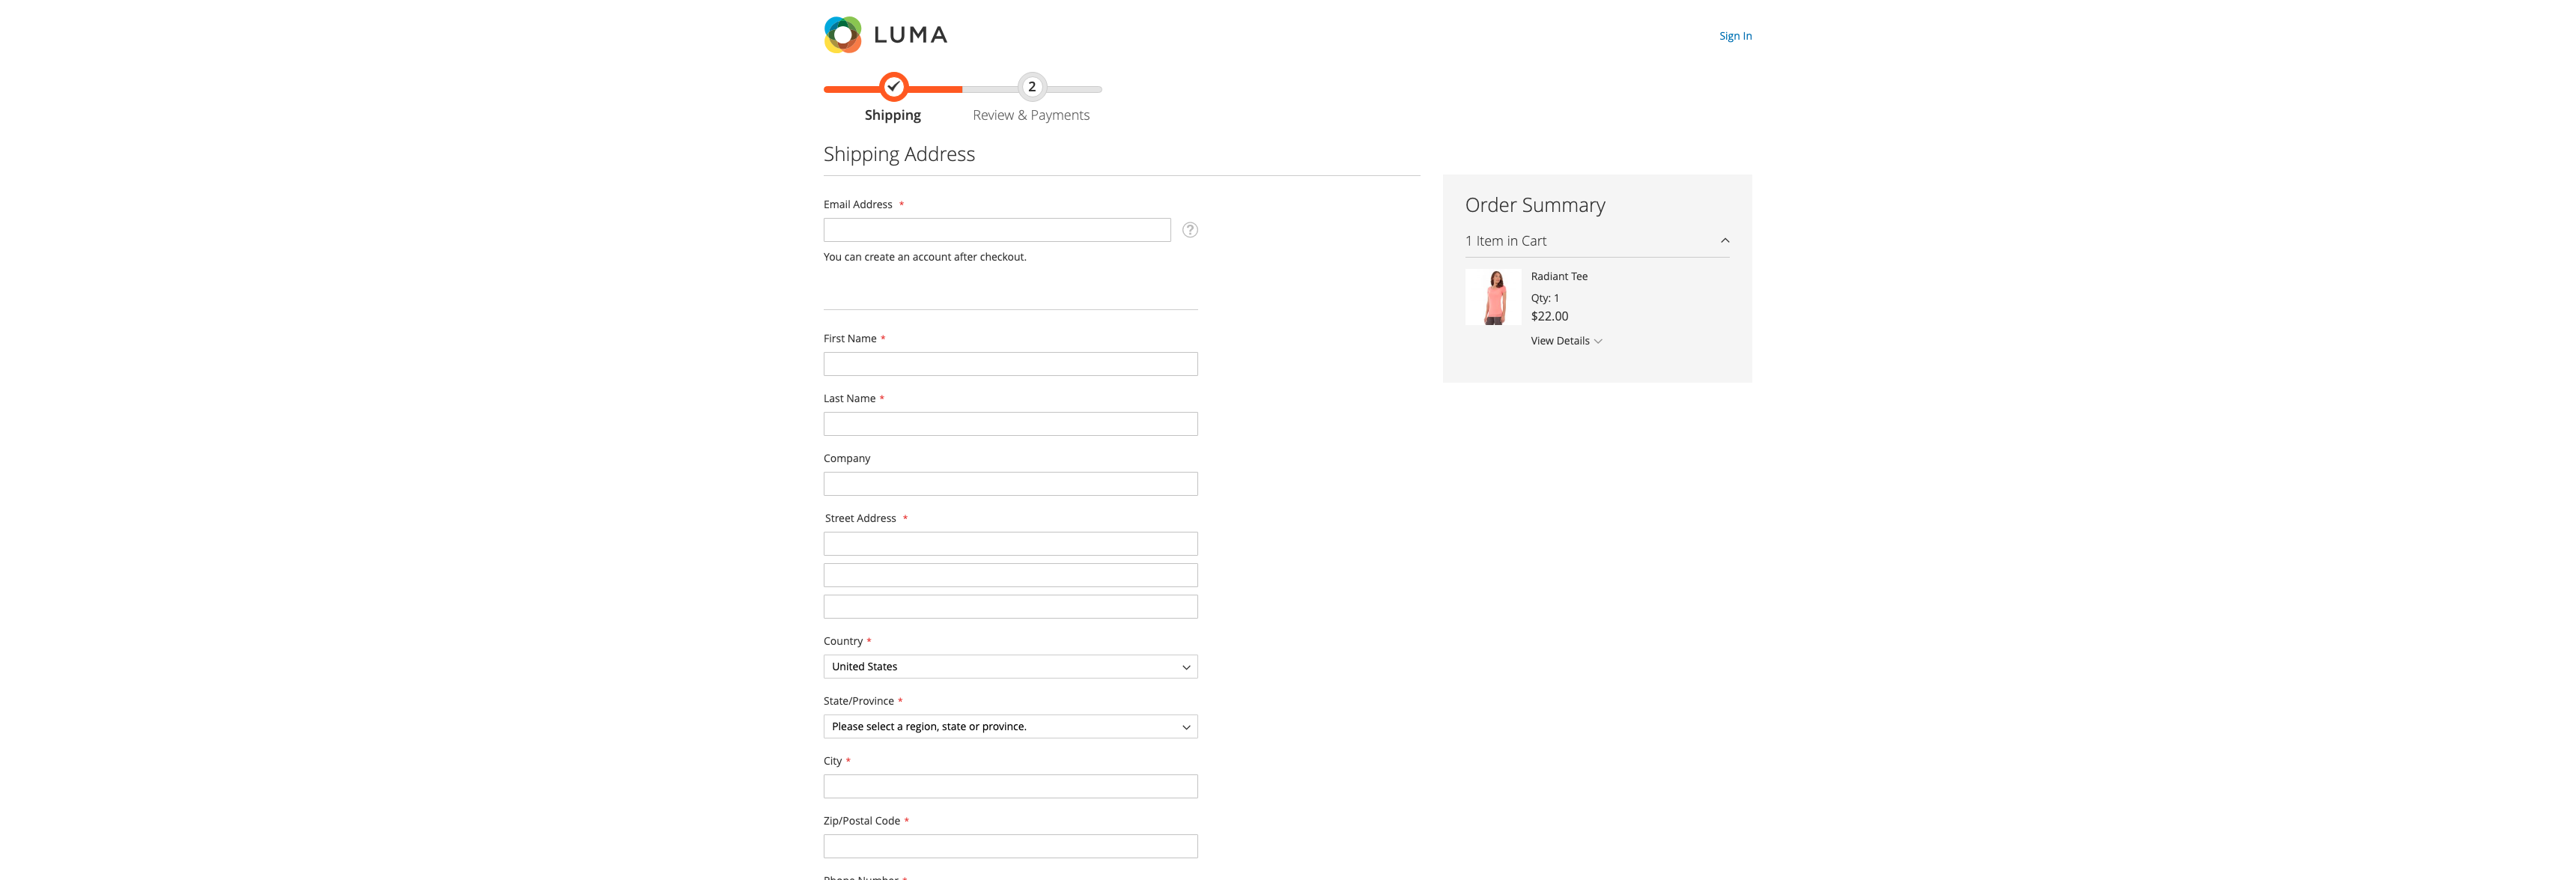 LUMA
Sign In
2
Shipping
Review & Payments
Shipping Address
Email Address *
?
You can create an account after checkout.
First Name *
Last Name *
Company
Street Address *
Country *
United States
State/Province *
Please select a region, state or province.
City *
Zip/Postal Code *
Phone Number *
Order Summary
1 Item in Cart
Radiant Tee
Qty: 1
$22.00
View Details